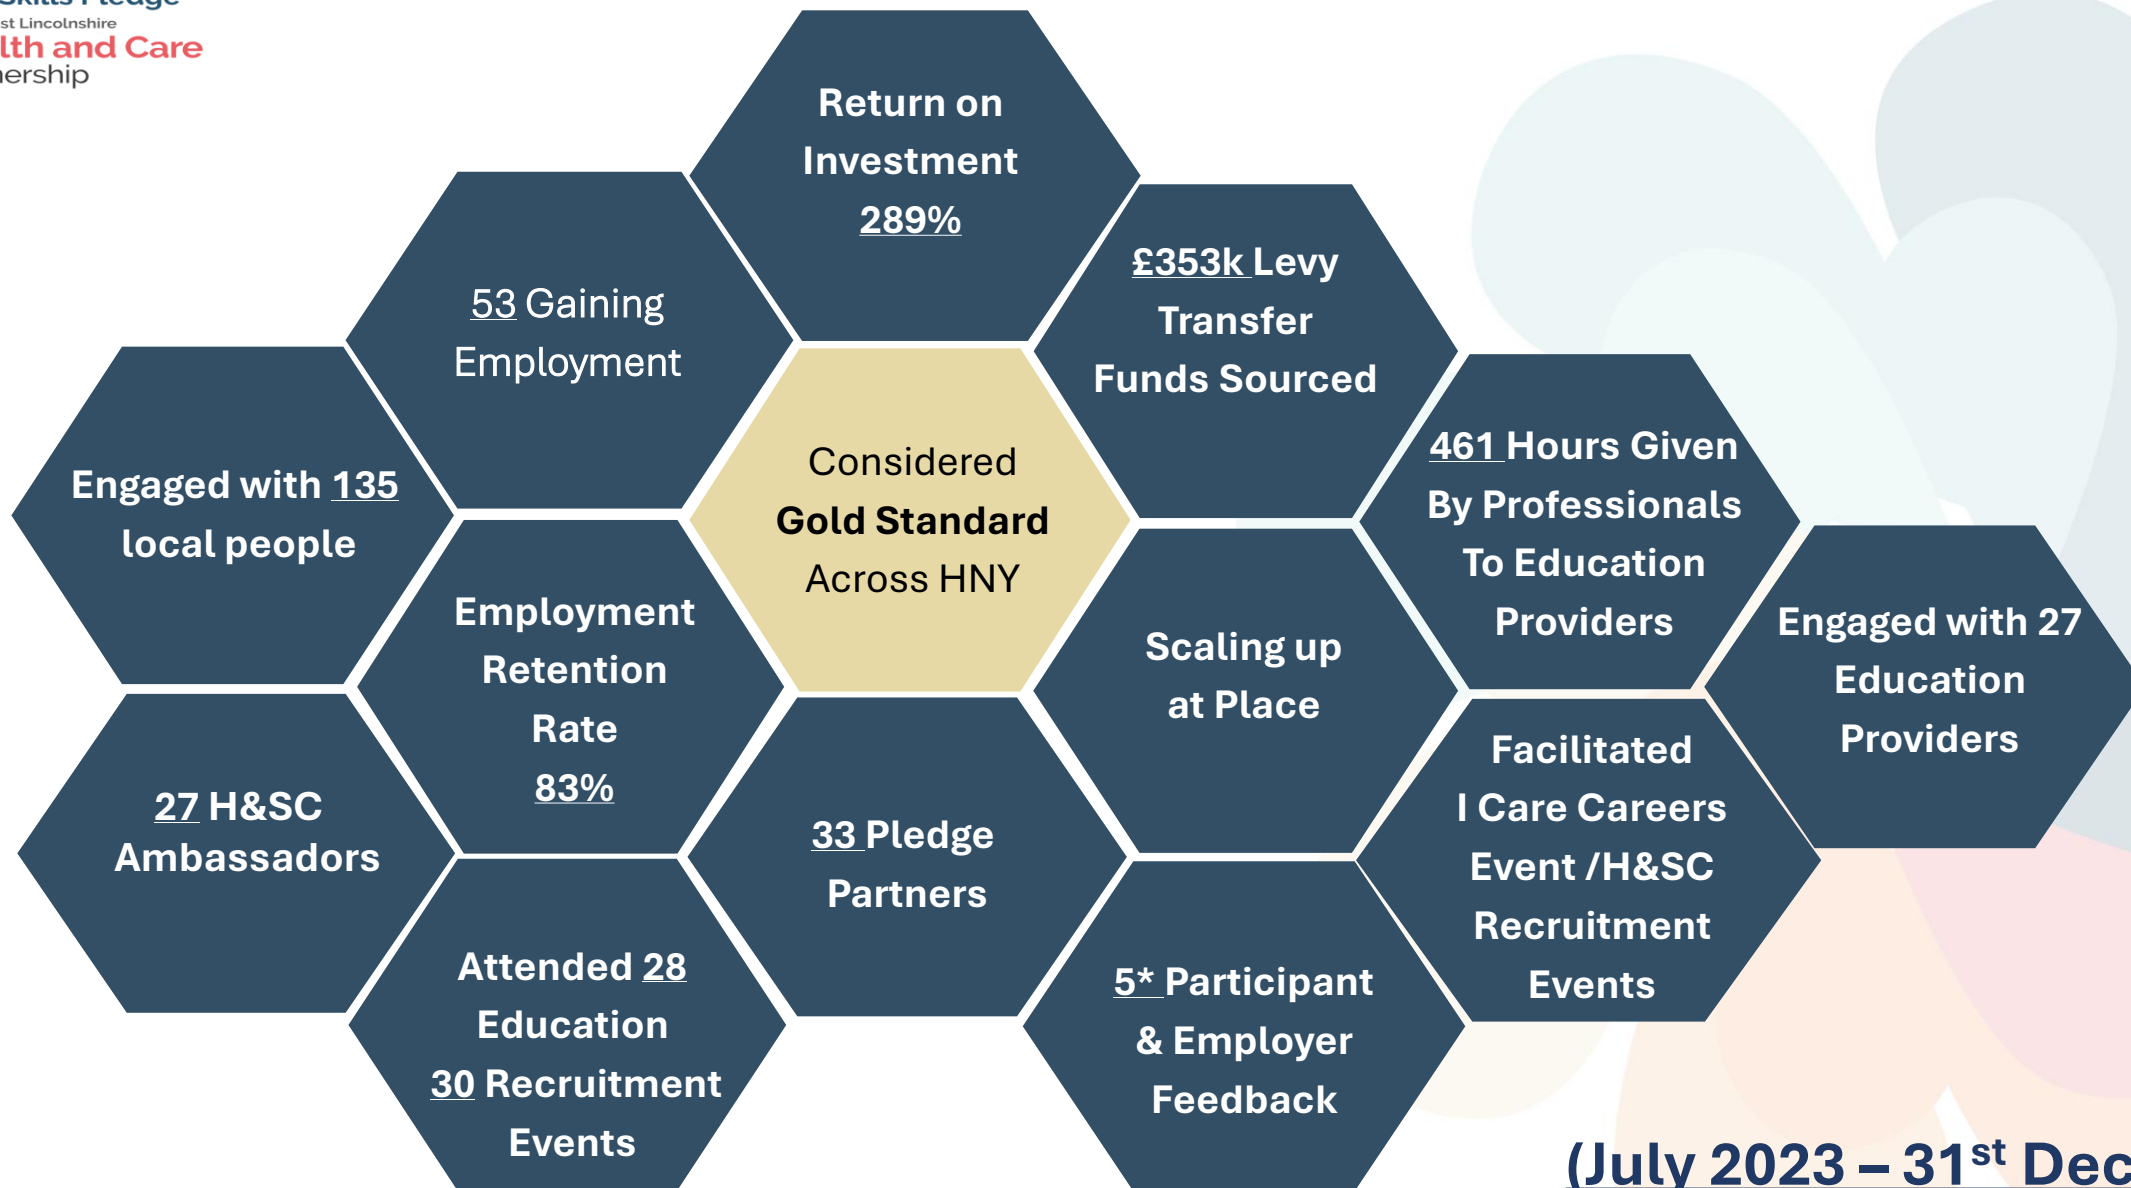 Skills Pledge
st Lincolnshire
lth and Care
nership
Return on
Investment
289%
53 Gaining
Employment
£353k Levy
Transfer
Funds Sourced
Engaged with 135
local people
Considered
Gold Standard
Across HNY
461 Hours Given
By Professionals
To Education
Providers
Employment
Retention
Rate
83%
Scaling up
at Place
Engaged with 27
Education
Providers
27 H&SC
Ambassadors
33 Pledge
Partners
Facilitated
I Care Careers
Event /H&SC
Recruitment
Events
Attended 28
Education
30 Recruitment
Events
5* Participant
& Employer
Feedback
(July 2023 – 31st Dec